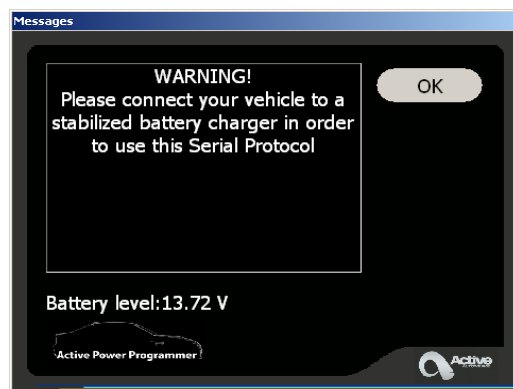 Messages
WARNING!
Please connect your vehicle to a
stabilized battery charger in order
to use this Serial Protocol
OK
Battery level:13.72 V
Active Power Programmer
Active